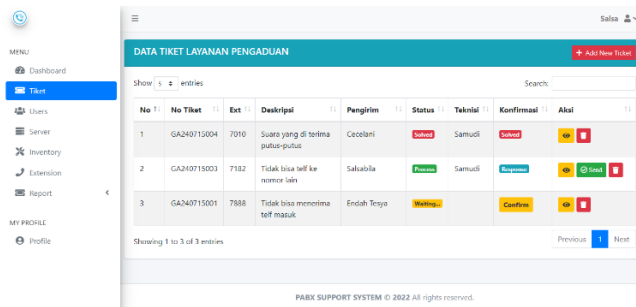 Salsa
MENU
Dashboard
Tiket
Users
Server
Inventory
Extension
Report
MY PROFILE
Profile
DATA TIKET LAYANAN PENGADUAN
+ Add New Ticket
Show 5 entries
Search:
No No Tiket Ext Deskripsi Pengirim Status Teknisi Konfirmasi Aksi
1 GA240715004 7010 Suara yang di terima Cecelani Solved Samudi Solved
putus-putus
2 GA240715003 7182 Tidak bisa telf ke Salsabila Process Samudi Response Send
nomor lain
3 GA240715001 7888 Tidak bisa menerima Endah Tesya Waiting... Confirm
telf masuk
Showing 1 to 3 of 3 entries
Previous 1 Next
PABX SUPPORT SYSTEM © 2022 All rights reserved.